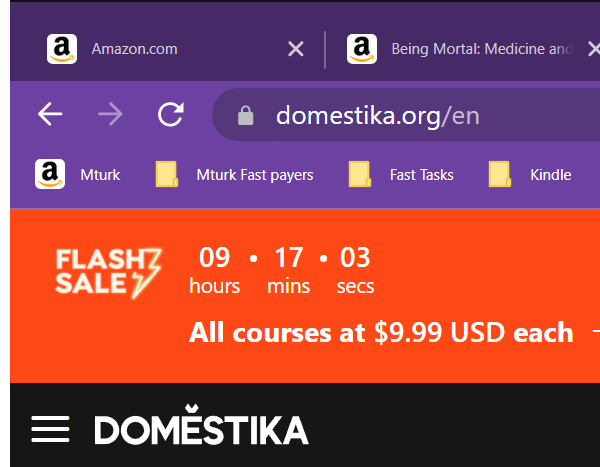 Amazon.com
Being Mortal: Medicine and
domestika.org/en
Mturk Mturk Fast payers Fast Tasks Kindle
FLASH SALE
09 • 17 • 03
hours mins secs
All courses at $9.99 USD each
DOMĔSTIKA